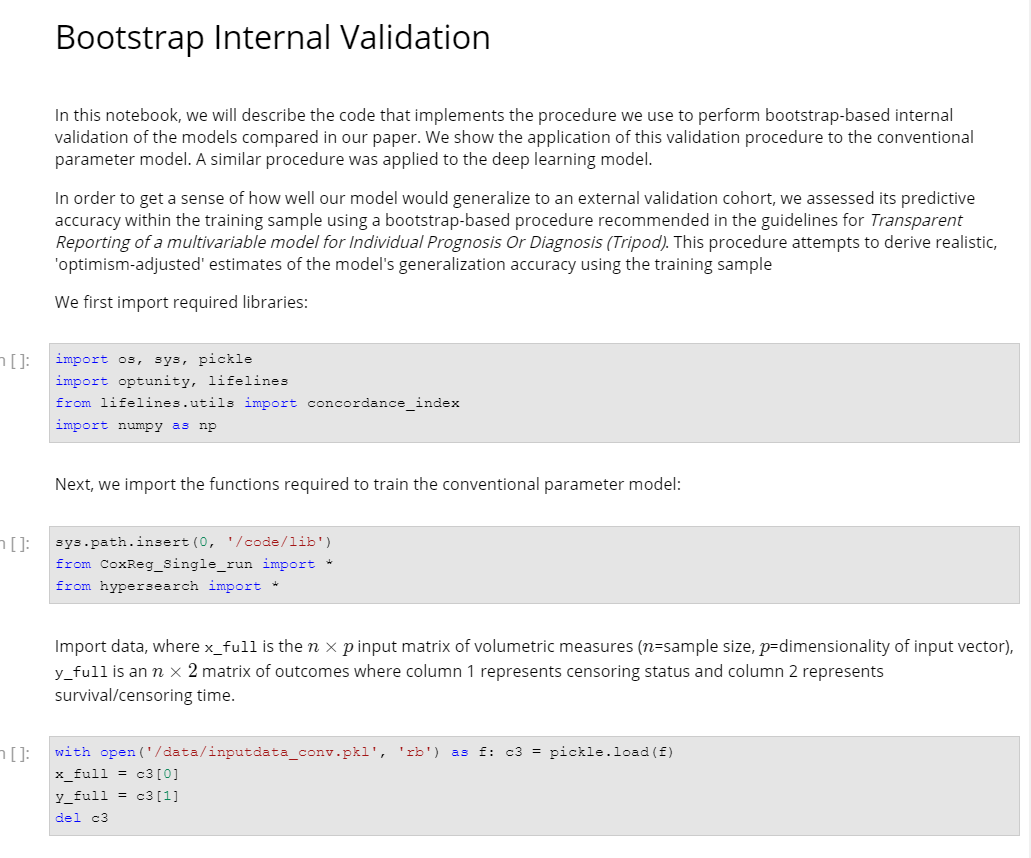 Bootstrap Internal Validation
In this notebook, we will describe the code that implements the procedure we use to perform bootstrap-based internal
validation of the models compared in our paper. We show the application of this validation procedure to the conventional
parameter model. A similar procedure was applied to the deep learning model.
In order to get a sense of how well our model would generalize to an external validation cohort, we assessed its predictive
accuracy within the training sample using a bootstrap-based procedure recommended in the guidelines for Transparent
Reporting of a multivariable model for Individual Prognosis Or Diagnosis (Tripod). This procedure attempts to derive realistic,
'optimism-adjusted' estimates of the model's generalization accuracy using the training sample
We first import required libraries:
n [ ]:
import os, sys, pickle
import optunity, lifelines
from lifelines.utils import concordance_index
import numpy as np
Next, we import the functions required to train the conventional parameter model:
n [ ]:
sys.path.insert(0, '/code/lib')
from CoxReg_Single_run import *
from hypersearch import *
Import data, where x_full is the n × p input matrix of volumetric measures (n=sample size, p=dimensionality of input vector),
y_full is an n × 2 matrix of outcomes where column 1 represents censoring status and column 2 represents
survival/censoring time.
n [ ]:
with open('/data/inputdata_conv.pkl', 'rb') as f: c3 = pickle.load(f)
x_full = c3[0]
y_full = c3[1]
del c3